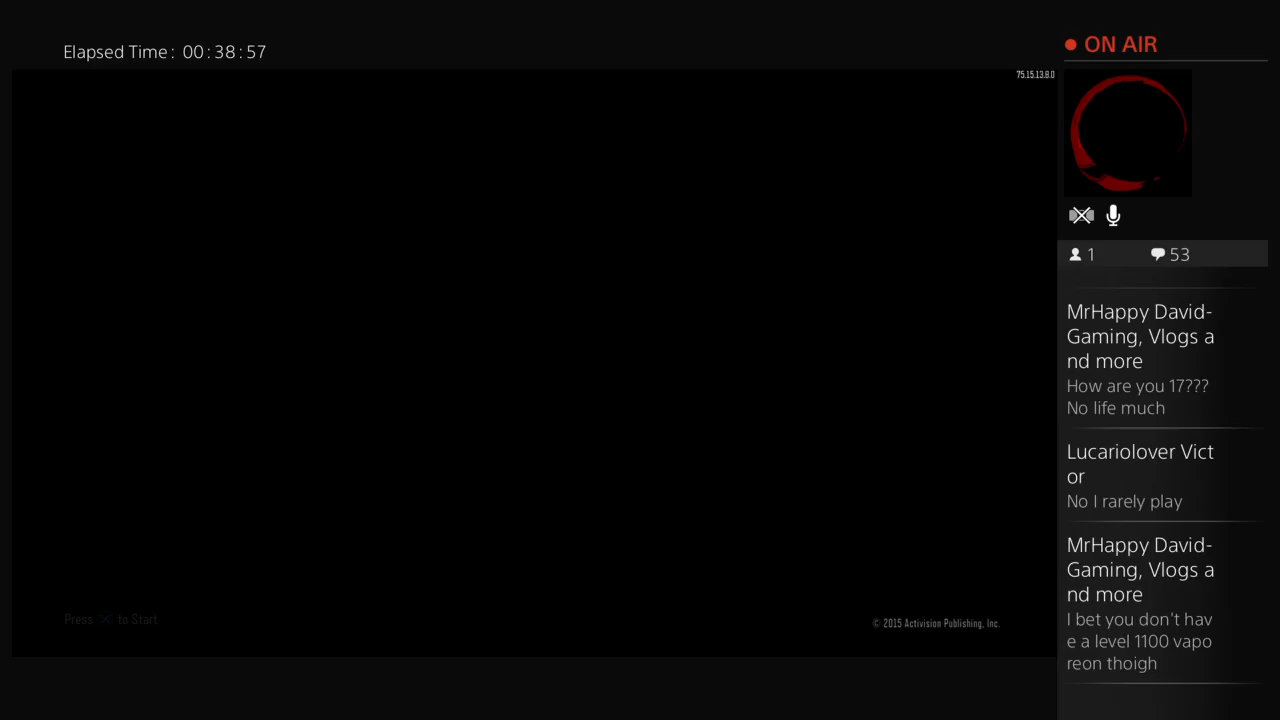 Elapsed Time: 00:38:57
75.15.13.8.0
Press to Start
© 2015 Activision Publishing, Inc.
ON AIR
1 53
MrHappy David-
Gaming, Vlogs a
nd more
How are you 17???
No life much
Lucariolover Vict
or
No I rarely play
MrHappy David-
Gaming, Vlogs a
nd more
I bet you don't hav
e a level 1100 vapo
reon thoigh